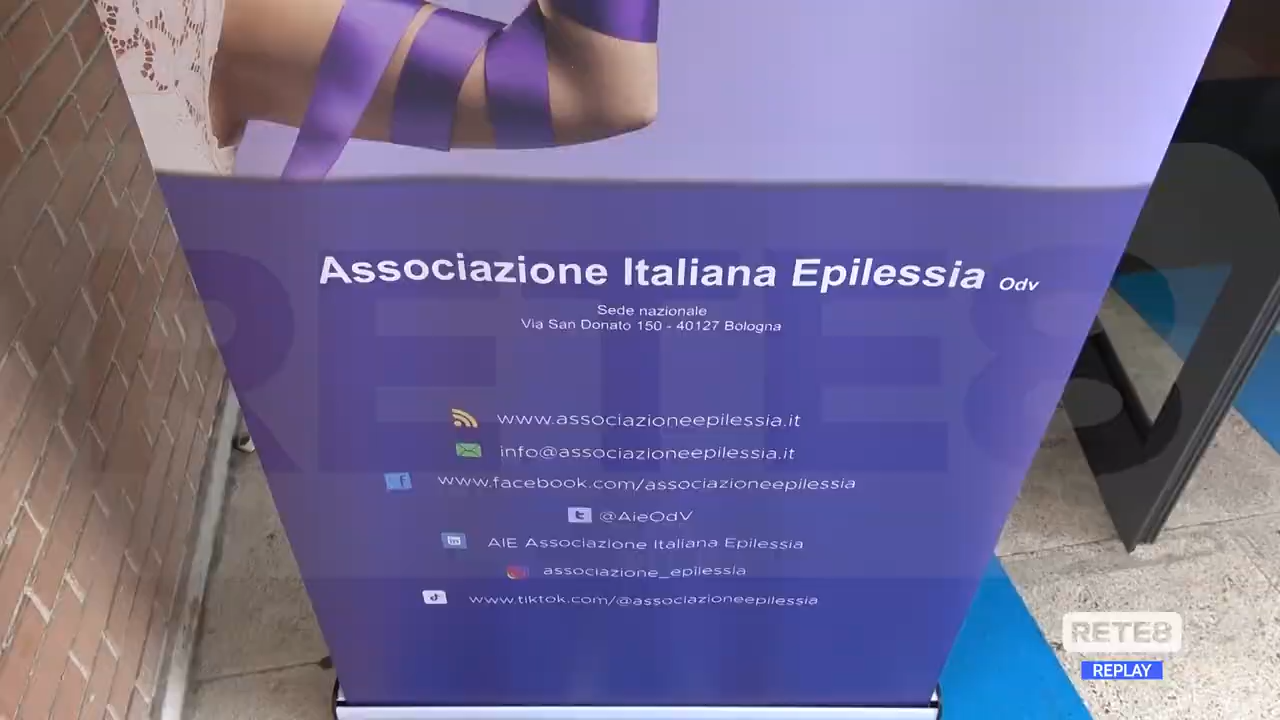 Associazione Italiana Epilessia Odv
Sede nazionale
Via San Donato 150 - 40127 Bologna
www.associazioneepilessia.it
info@associazioneepilessia.it
www.facebook.com/associazioneepilessia
@AieOdV
AIE Associazione Italiana Epilessia
associazione_epilessia
www.tiktok.com/@associazioneepilessia
RETE8
RETE8
REPLAY